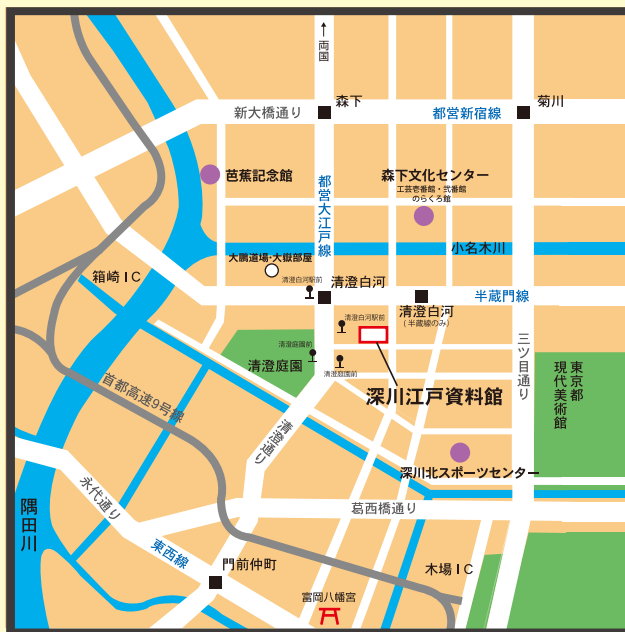 ↑両国
森下
菊川
新大橋通り
都営新宿線
芭蕉記念館
森下文化センター
工芸壱番館・弐番館
のらくろ館
都営大江戸線
小名木川
大鵬道場・大嶽部屋
箱崎IC
清澄白河駅前
清澄白河
半蔵門線
清澄白河
(半蔵線のみ)
清澄白河駅前
三ツ目通り
清澄庭園前
清澄庭園
清澄庭園前
東京都
現代美術館
首都高速9号線
深川江戸資料館
清澄通り
深川北スポーツセンター
永代通り
隅田川
葛西橋通り
東西線
門前仲町
木場IC
富岡八幡宮